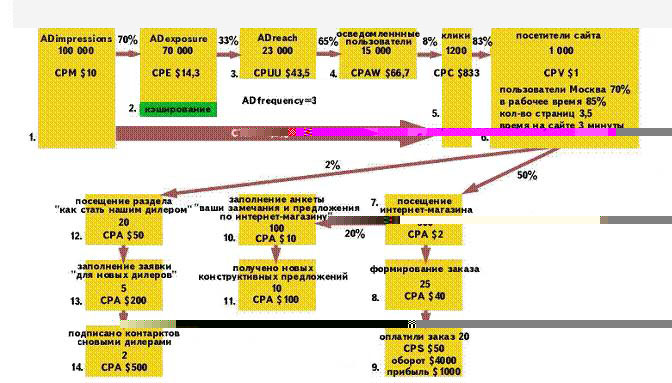 ADimpressions
100 000
CPM $10
1.
70%
ADexposure
70 000
CPE $14,3
2.
кэширование
33%
ADreach
23 000
3. CPUU $43,5
65%
осведомленные
пользователи
15 000
4. CPAW $66,7
ADfrequency=3
8%
клики
1200
CPC $833
5.
83%
посетители сайта
1 000
CPV $1
пользователи Москва 70%
в рабочее время 85%
кол-во страниц 3,5
время на сайте 3 минуты
6.
2%
50%
посещение раздела
"как стать нашим дилером"
20
12. CPA $50
заполнение анкеты
"ваши замечания и предложения
по интернет-магазину"
100
10. CPA $10
20%
7. посещение
интернет-магазина
CPA $2
заполнение заявки
"для новых дилеров"
5
13. CPA $200
получено новых
конструктивных предложений
10
11. CPA $100
формирование заказа
25
8. CPA $40
подписано контарктов
сновыми дилерами
2
14. CPA $500
оплатили заказ 20
CPS $50
оборот $4000
9. прибыль $1000